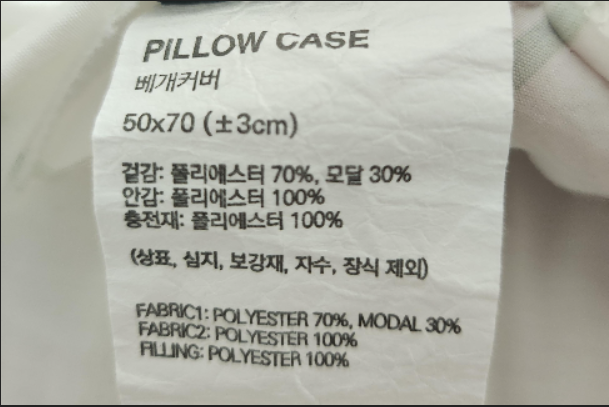 PILLOW CASE
베개커버
50x70 (±3cm)
겉감: 폴리에스터 70%, 모달 30%
안감: 폴리에스터 100%
충전재: 폴리에스터 100%
(상표, 심지, 보강재, 자수, 장식 제외)
FABRIC1: POLYESTER 70%, MODAL 30%
FABRIC2: POLYESTER 100%
FILLING: POLYESTER 100%